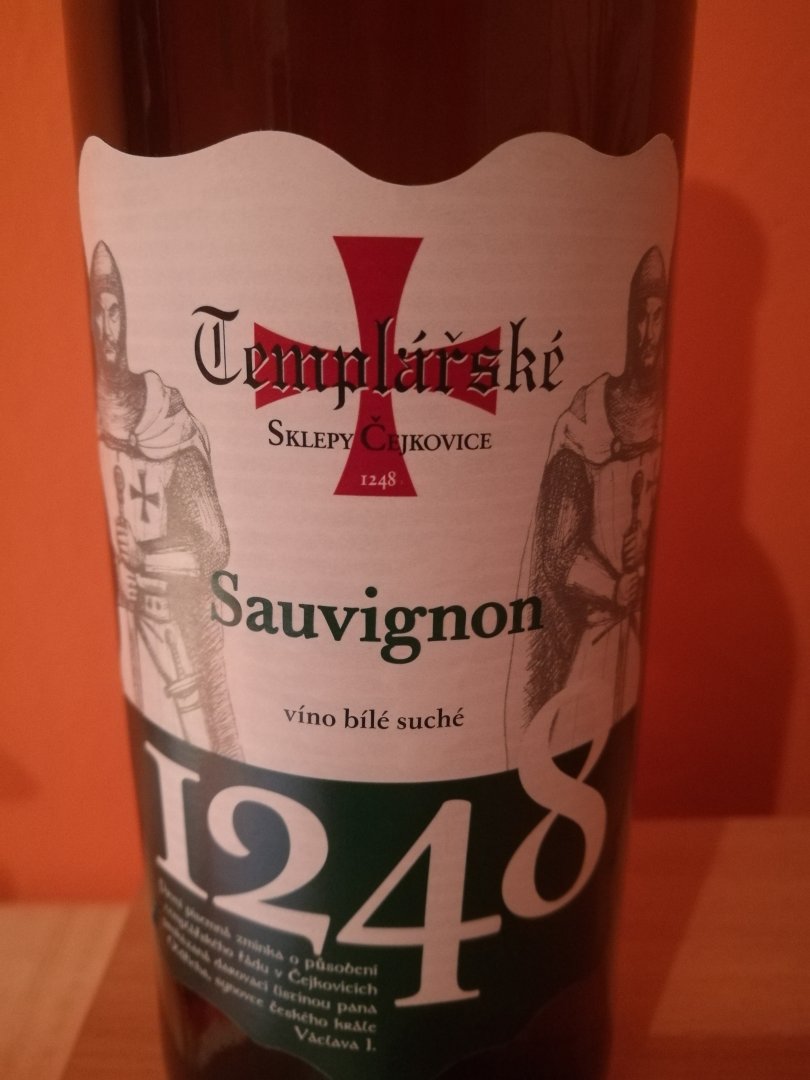 Templářské
SKLEPY ČEJKOVICE
1248
Sauvignon
víno bílé suché
1248
První písemná zmínka o působení
templářského řádu v Čejkovicích
darovací listinou pana
Oldřicha, synovce českého krále
Václava I.